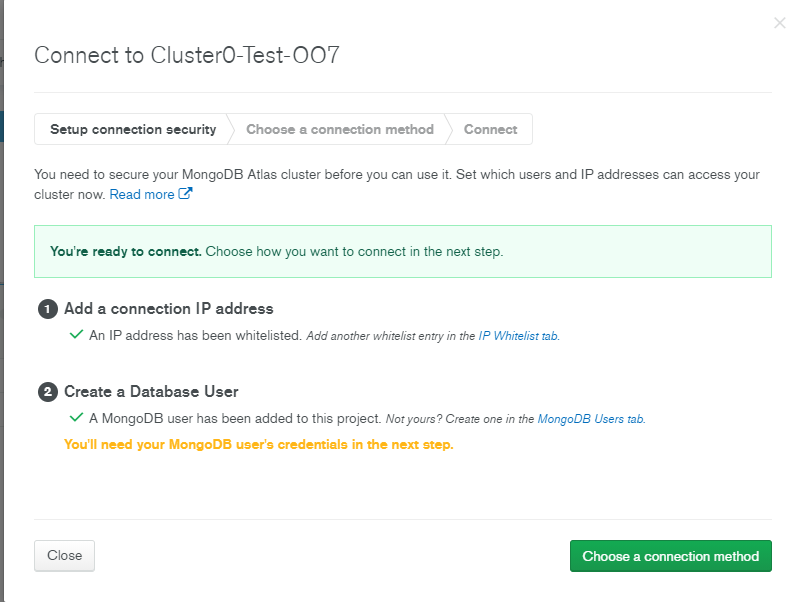 Connect to Cluster0-Test-OO7
Setup connection security
Choose a connection method
Connect
You need to secure your MongoDB Atlas cluster before you can use it. Set which users and IP addresses can access your
cluster now. Read more
You're ready to connect. Choose how you want to connect in the next step.
1 Add a connection IP address
An IP address has been whitelisted. Add another whitelist entry in the IP Whitelist tab.
2 Create a Database User
A MongoDB user has been added to this project. Not yours? Create one in the MongoDB Users tab.
You'll need your MongoDB user's credentials in the next step.
Close
Choose a connection method